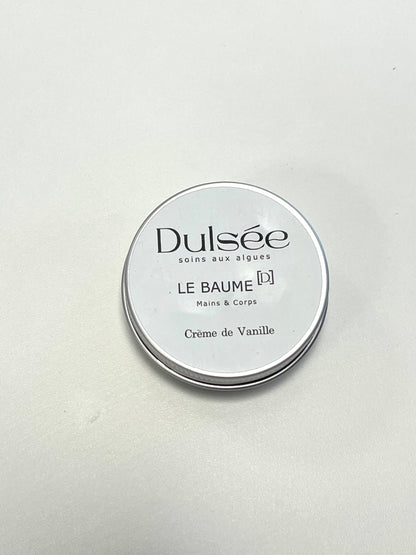 Dulsée
soins aux algues
LE BAUME [D]
Mains & Corps
Crème de Vanille